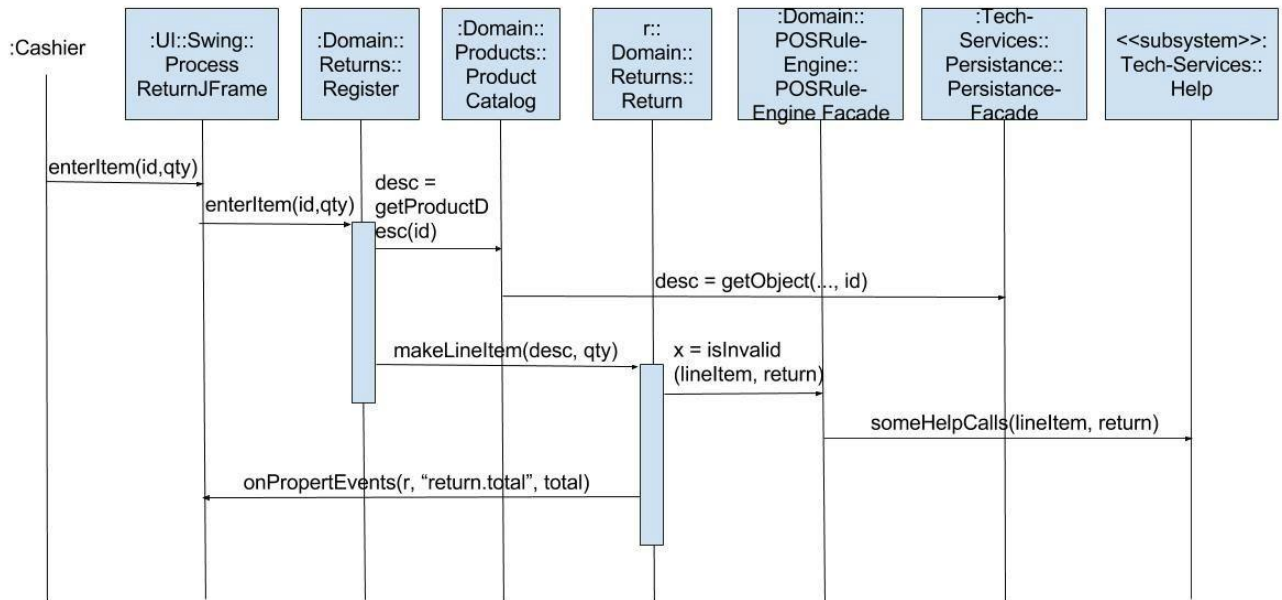 :Cashier
:UI::Swing::
Process
ReturnJFrame
:Domain::
Returns::
Register
:Domain::
Products::
Product
Catalog
r::
Domain::
Returns::
Return
:Domain::
POSRule-
Engine::
POSRule-
Engine Facade
:Tech-
Services::
Persistance::
Persistance-
Facade
<<subsystem>>:
Tech-Services::
Help
enterItem(id,qty)
enterItem(id,qty)
desc =
getProductD
esc(id)
desc = getObject(..., id)
makeLineItem(desc, qty)
x = isInvalid
(lineItem, return)
someHelpCalls(lineItem, return)
onPropertEvents(r, “return.total”, total)